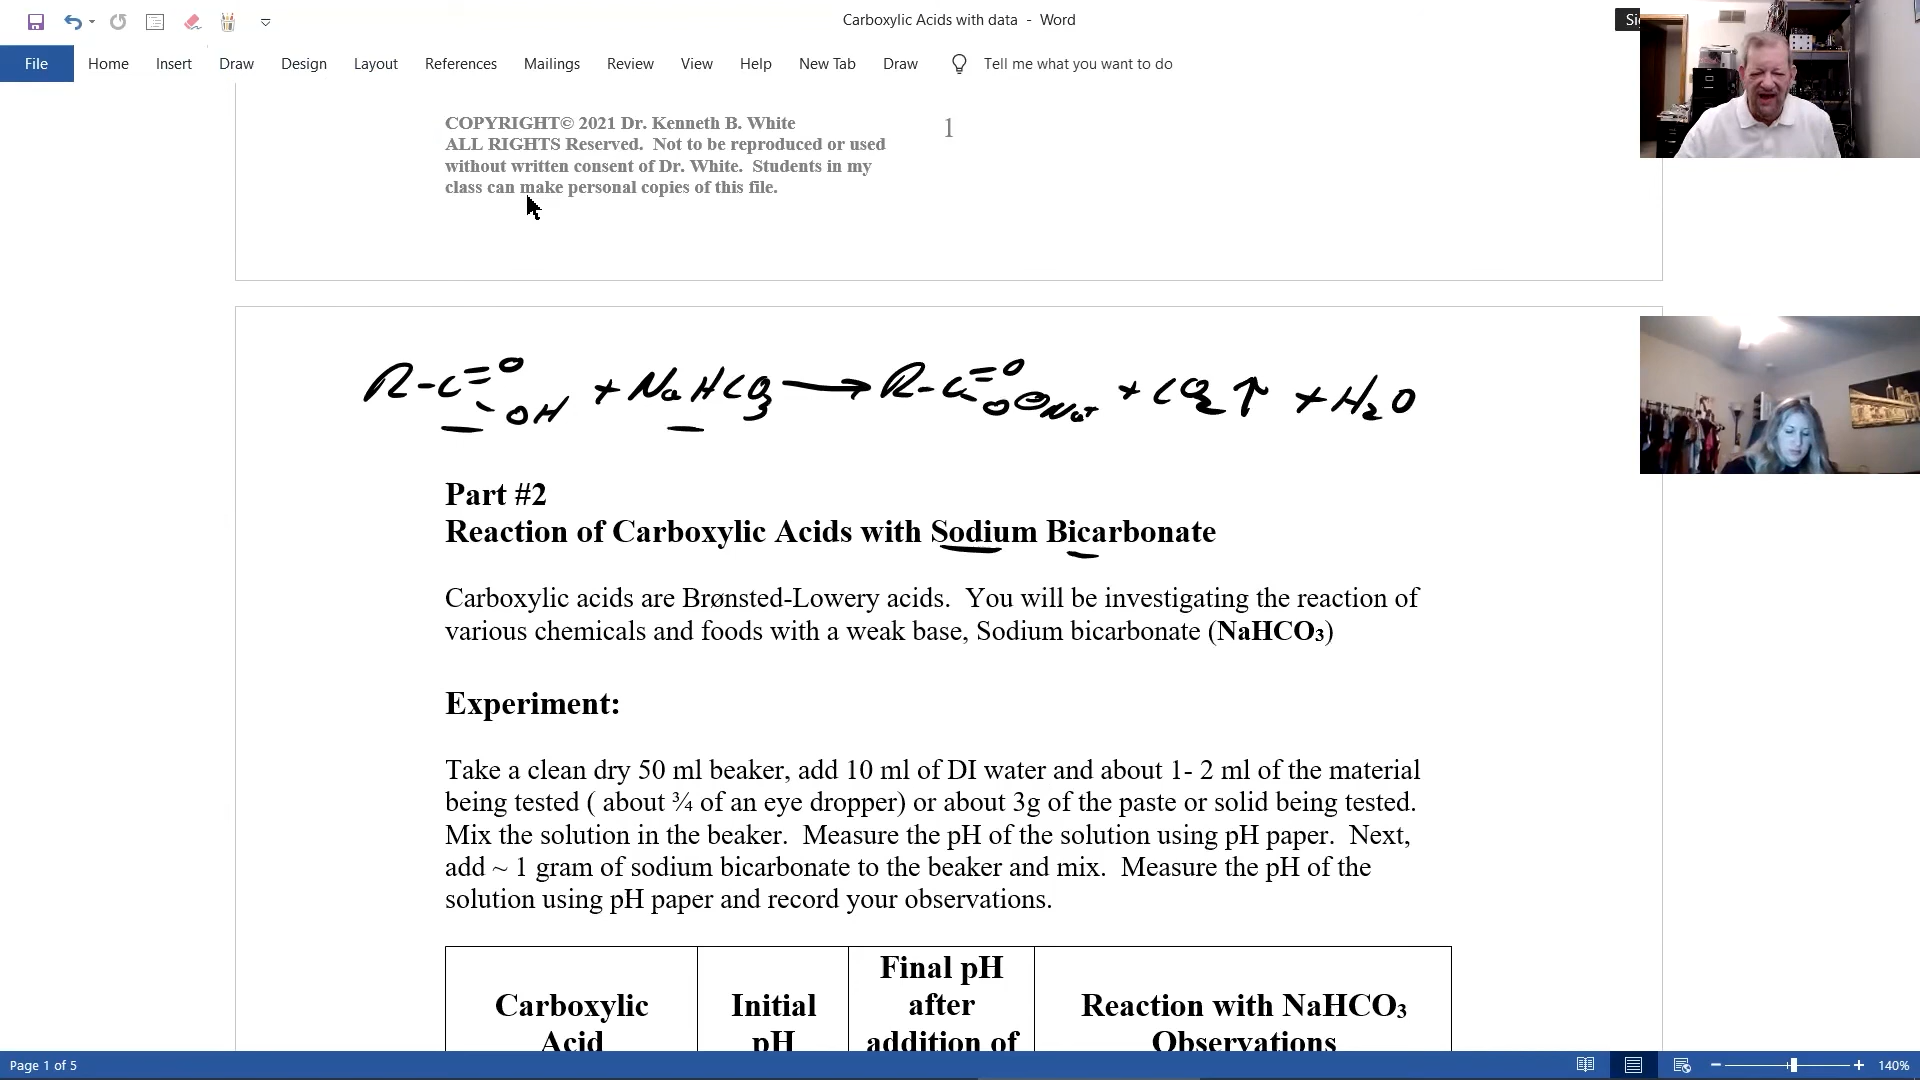 Carboxylic Acids with data - Word
File Home Insert Draw Design Layout References Mailings Review View Help New Tab Draw Tell me what you want to do
COPYRIGHT© 2021 Dr. Kenneth B. White
1
ALL RIGHTS Reserved. Not to be reproduced or used
without written consent of Dr. White. Students in my
class can make personal copies of this file.
R-C=O OH + NaHCO3 → R-C=O O⊖Na+ + CO2↑ + H2O
Part #2
Reaction of Carboxylic Acids with Sodium Bicarbonate
Carboxylic acids are Brønsted-Lowery acids. You will be investigating the reaction of
various chemicals and foods with a weak base, Sodium bicarbonate (NaHCO₃)
Experiment:
Take a clean dry 50 ml beaker, add 10 ml of DI water and about 1- 2 ml of the material
being tested ( about ¾ of an eye dropper) or about 3g of the paste or solid being tested.
Mix the solution in the beaker. Measure the pH of the solution using pH paper. Next,
add ~ 1 gram of sodium bicarbonate to the beaker and mix. Measure the pH of the
solution using pH paper and record your observations.
Carboxylic
Acid
Initial
pH
Final pH
after
addition of
Reaction with NaHCO₃
Observations
Page 1 of 5
140%